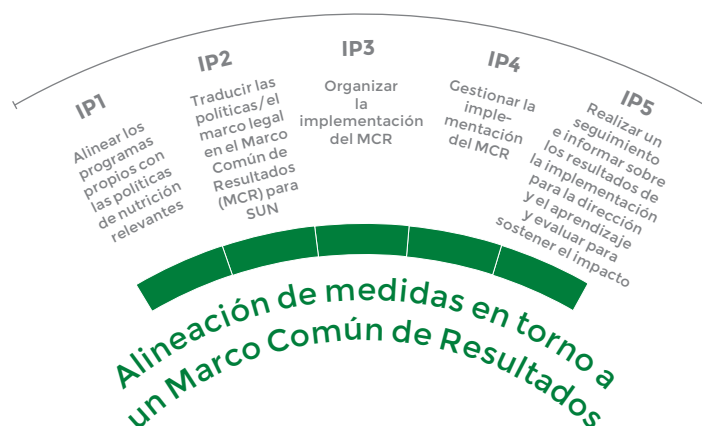 IP1
Alinear los
programas
propios con
las políticas
de nutrición
relevantes
IP2
Traducir las
políticas/el
marco legal
en el Marco
Común de
Resultados
(MCR) para
SUN
IP3
Organizar
la
implementación
del MCR
IP4
Gestionar la
imple-
mentación
del MCR
IP5
Realizar un
seguimiento
e informar sobre
los resultados de
la implementación
para la dirección
y el aprendizaje
y evaluar para
sostener el impacto
Alineación de medidas en torno a
un Marco Común de Resultados